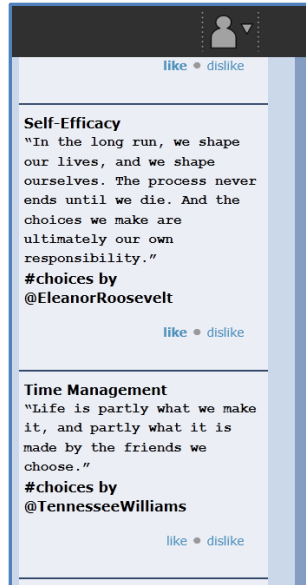 like ● dislike
Self-Efficacy
“In the long run, we shape
our lives, and we shape
ourselves. The process never
ends until we die. And the
choices we make are
ultimately our own
responsibility.”
#choices by
@EleanorRoosevelt
like ● dislike
Time Management
“Life is partly what we make
it, and partly what it is
made by the friends we
choose.”
#choices by
@TennesseeWilliams
like ● dislike